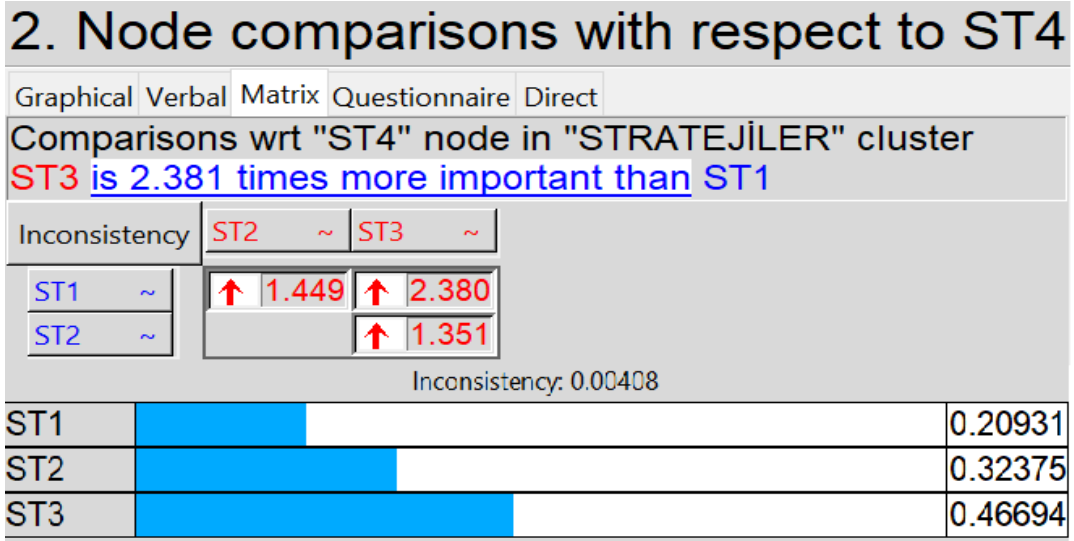 2. Node comparisons with respect to ST4
Graphical Verbal Matrix Questionnaire Direct
Comparisons wrt "ST4" node in "STRATEJİLER" cluster
ST3 is 2.381 times more important than ST1
Inconsistency ST2 ~ ST3 ~
ST1 ~ 1.449 2.380
ST2 ~ 1.351
Inconsistency: 0.00408
ST1 0.20931
ST2 0.32375
ST3 0.46694